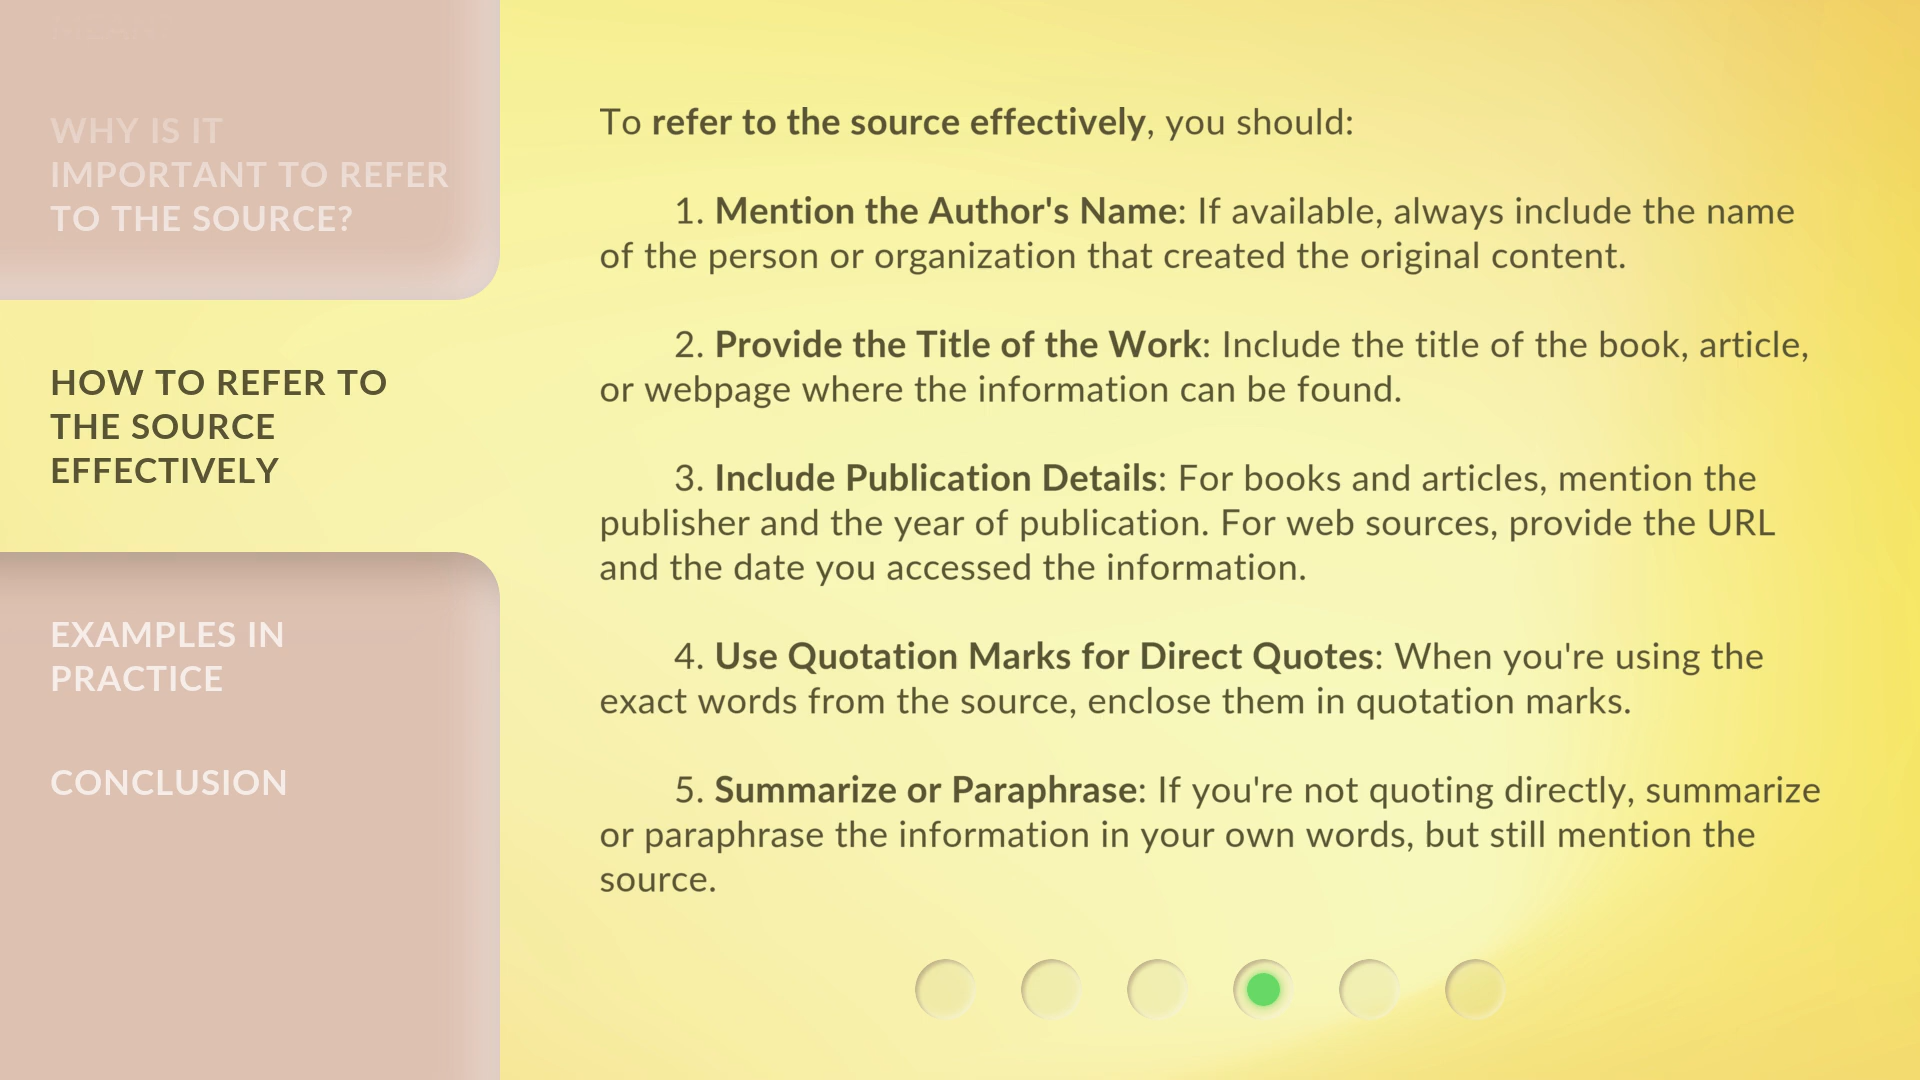 WHY IS IT
IMPORTANT TO REFER
TO THE SOURCE?
HOW TO REFER TO
THE SOURCE
EFFECTIVELY
EXAMPLES IN
PRACTICE
CONCLUSION
To refer to the source effectively, you should:
1. Mention the Author's Name: If available, always include the name
of the person or organization that created the original content.
2. Provide the Title of the Work: Include the title of the book, article,
or webpage where the information can be found.
3. Include Publication Details: For books and articles, mention the
publisher and the year of publication. For web sources, provide the URL
and the date you accessed the information.
4. Use Quotation Marks for Direct Quotes: When you're using the
exact words from the source, enclose them in quotation marks.
5. Summarize or Paraphrase: If you're not quoting directly, summarize
or paraphrase the information in your own words, but still mention the
source.